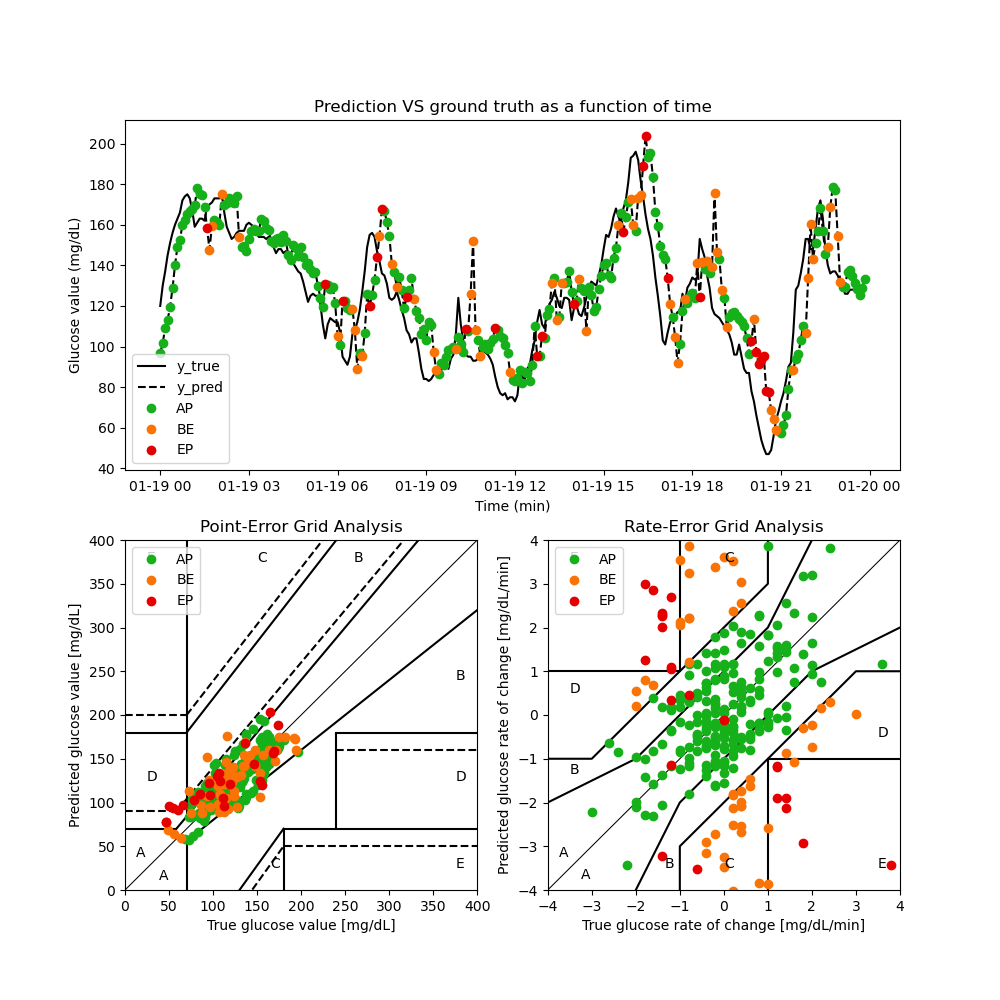 Prediction VS ground truth as a function of time
Glucose value (mg/dL)
200
180
160
140
120
100
80
60
40
y_true
y_pred
AP
BE
EP
01-19 00 01-19 03 01-19 06 01-19 09 01-19 12 01-19 15 01-19 18 01-19 21 01-20 00
Time (min)
Point-Error Grid Analysis
Predicted glucose value [mg/dL]
400
350
300
250
200
150
100
50
0
AP
BE
EP
C
B
B
D
D
A
A
C
E
0 50 100 150 200 250 300 350 400
True glucose value [mg/dL]
Rate-Error Grid Analysis
Predicted glucose rate of change [mg/dL/min]
4
3
2
1
0
−1
−2
−3
−4
AP
BE
EP
C
D
D
B
A
A
B
C
E
−4 −3 −2 −1 0 1 2 3 4
True glucose rate of change [mg/dL/min]